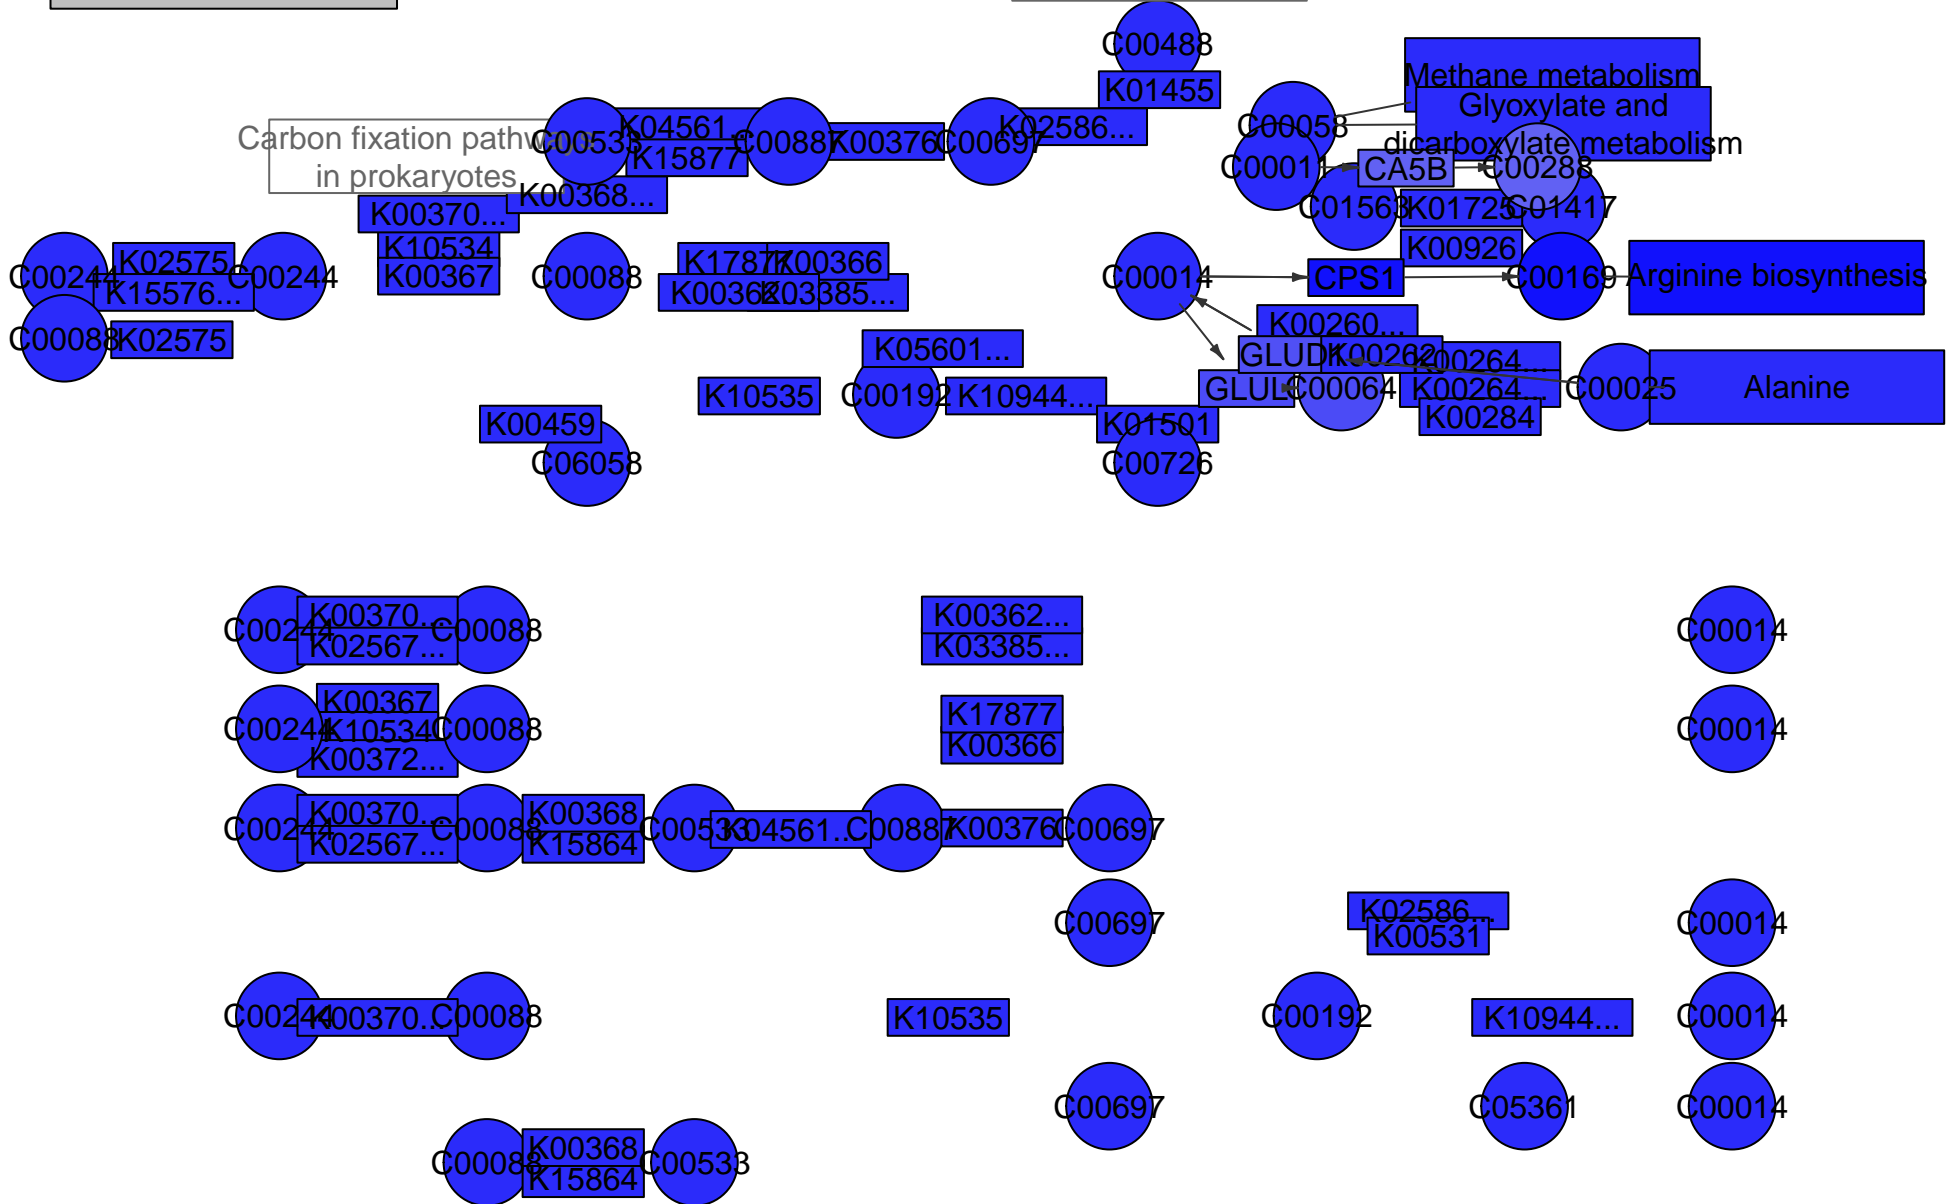 C00488
Methane metabolism
K01455
Glyoxylate and
dicarboxylate metabolism
Carbon fixation pathways
in prokaryotes
C00533
K04561...
K15877
C00887
K00376
C00697
K02586...
C00058
C00011
CA5B
C00288
K00368...
K00370...
C01563
K01725
C01417
K10534
K00367
K00926
C00244
K02575
K15576...
C00244
C00088
K17877
K00366
K00362...
K03385...
C00014
CPS1
C00169
Arginine biosynthesis
C00088
K02575
K05601...
K00260...
GLUD1
K00262
K00264...
K10535
C00192
K10944...
GLUL
C00064
K00264...
K00284
C00025
Alanine
K00459
K01501
C06058
C00726
C00244
K00370...
K02567...
C00088
K00362...
K03385...
C00014
C00244
K00367
K10534
K00372...
C00088
K17877
K00366
C00014
C00244
K00370...
K02567...
C00088
K00368
K15864
C00533
K04561...
C00887
K00376
C00697
C00697
K02586...
K00531
C00014
C00244
K00370...
C00088
K10535
C00192
K10944...
C00014
C00697
C05361
C00014
C00088
K00368
K15864
C00533